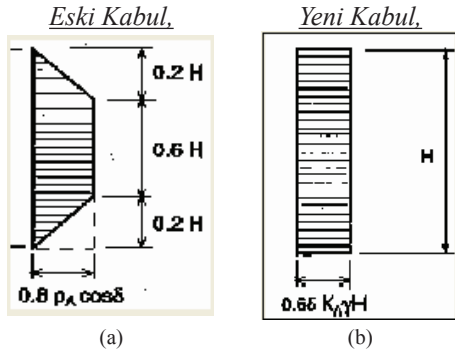 Eski Kabul,
Yeni Kabul,
0.2 H
0.6 H
0.2 H
0.8 pA cosδ
H
0.65 KAγH
(a)
(b)